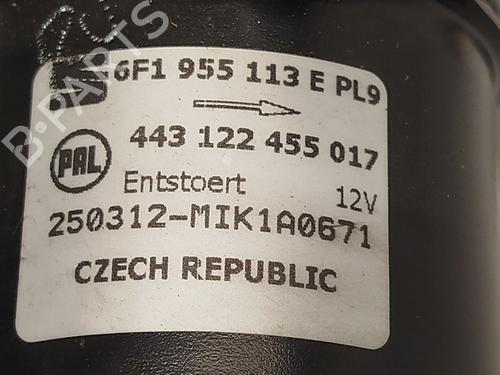 6F1 955 113 E PL9
443 122 455 017
PAL
Entstoert 12V
250312-MIK1A0671
CZECH REPUBLIC
B-PARTS